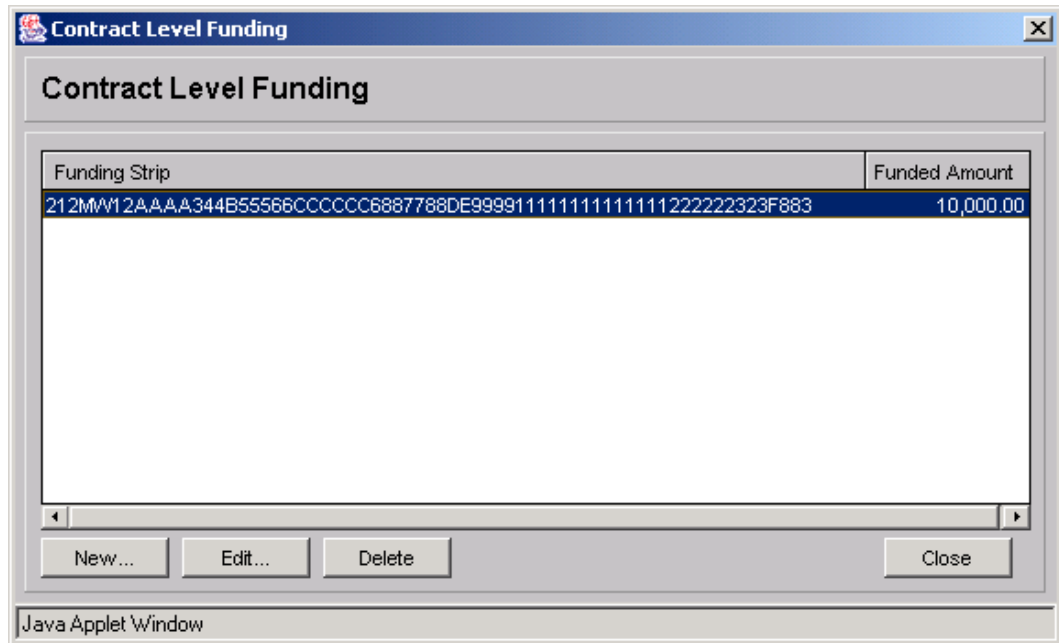 Contract Level Funding
Contract Level Funding
Funding Strip Funded Amount
212MW12AAAA344B55566CCCCCC6887788DE99991111111111111222222323F883 10,000.00
New... Edit... Delete Close
Java Applet Window